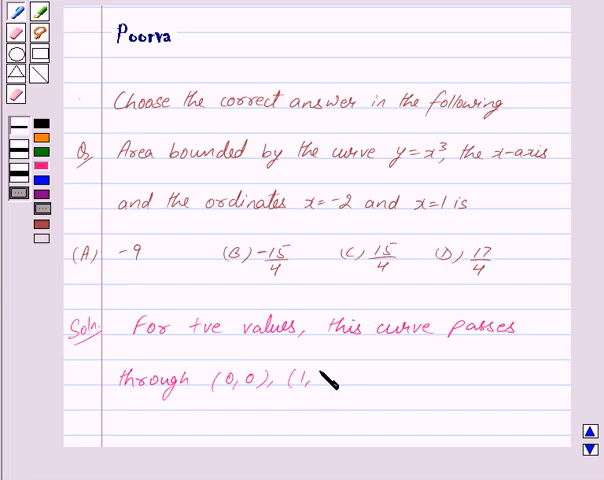 Poorva
Choose the correct answer in the following
Q. Area bounded by the curve y=x³, the x-axis
and the ordinates x=-2 and x=1 is
(A) -9 (B) -15/4 (C) 15/4 (D) 17/4
Soln. For +ve values, this curve passes
through (0,0), (1,